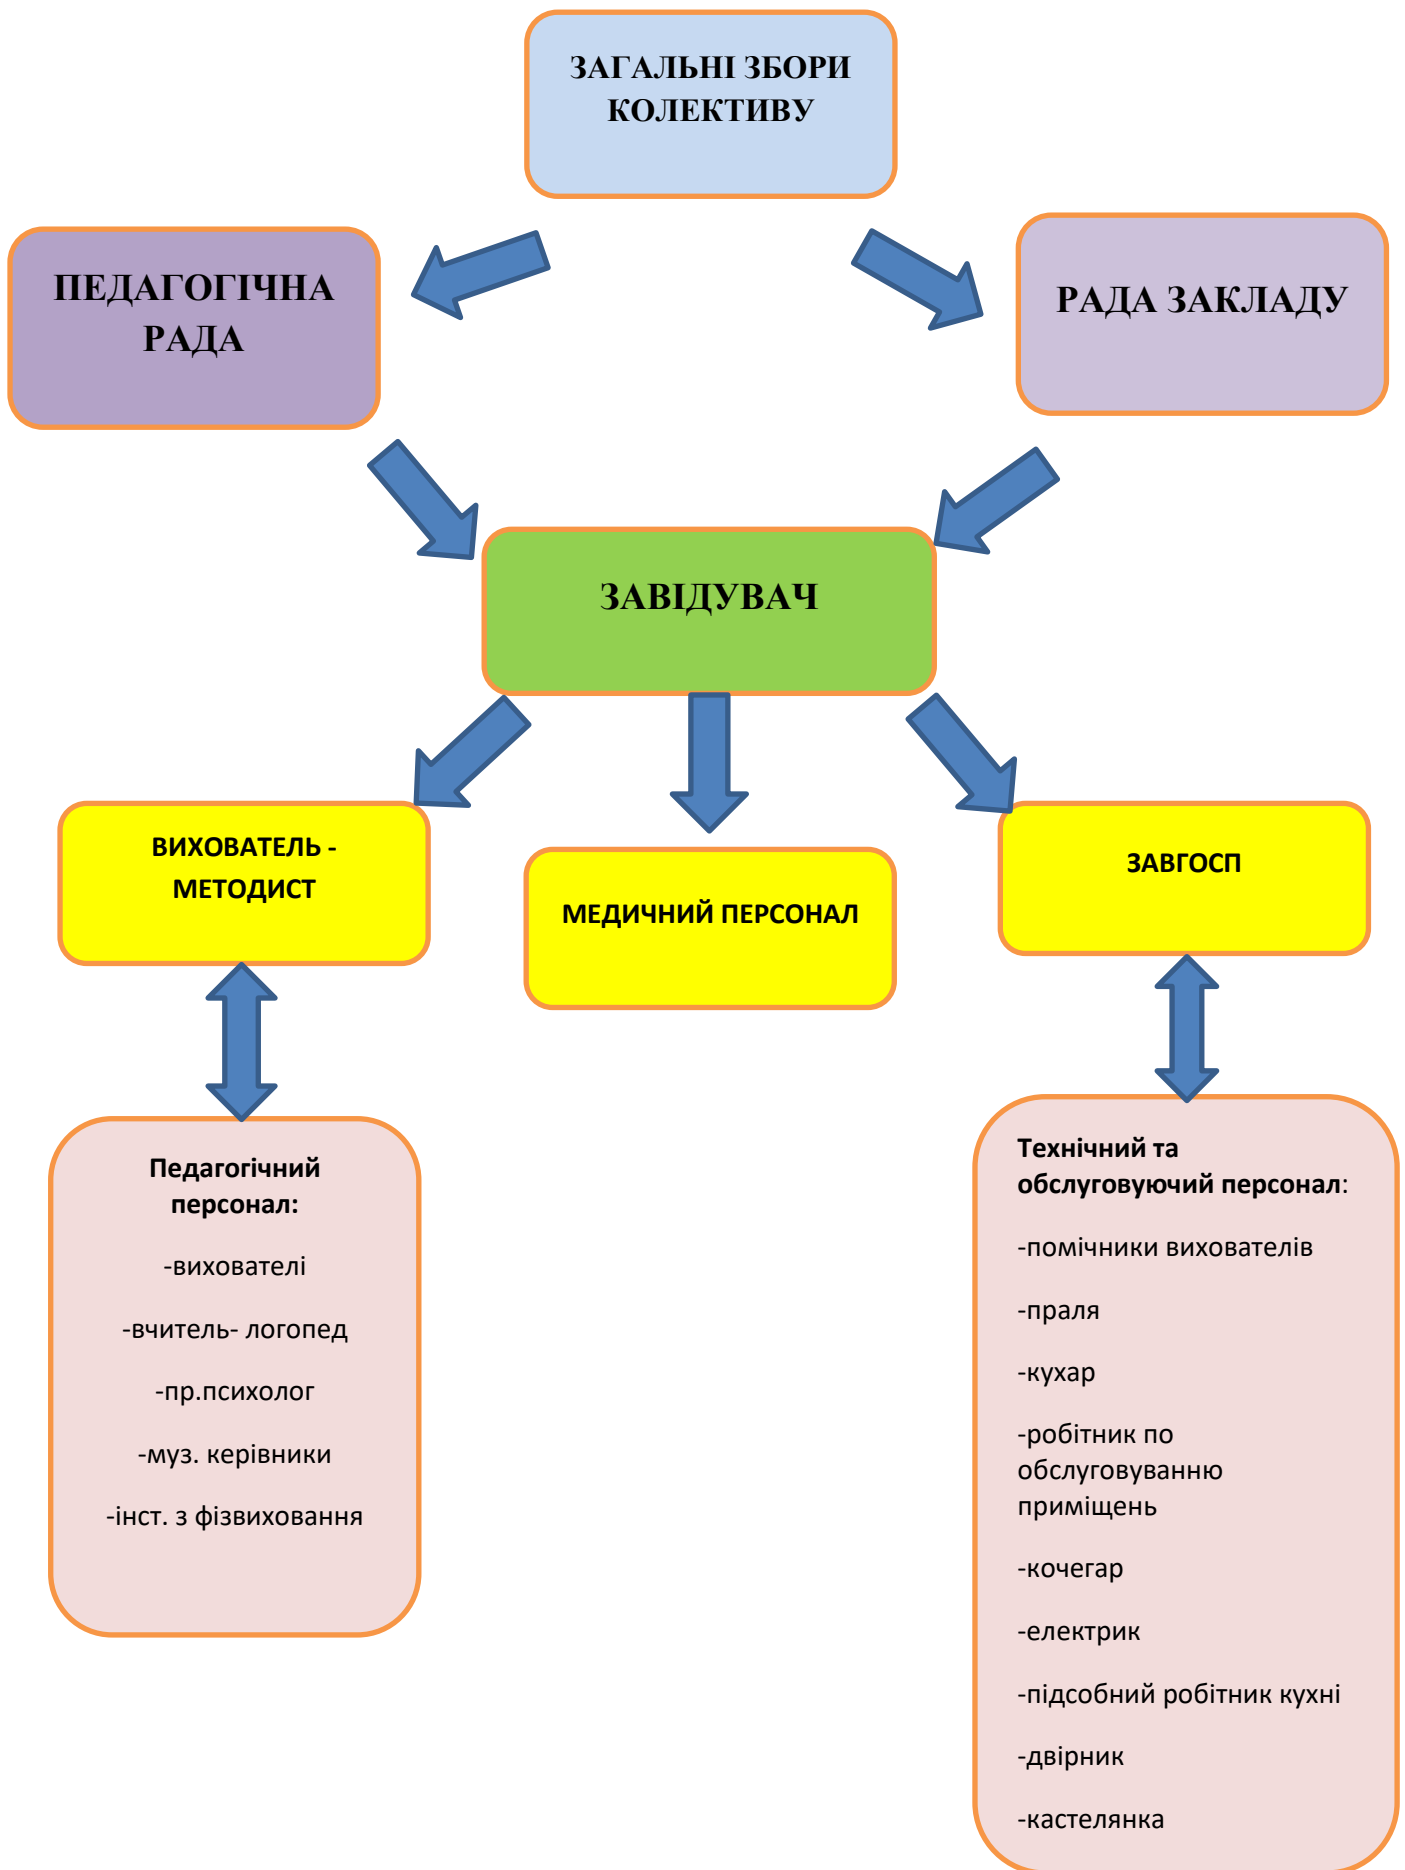 ЗАГАЛЬНІ ЗБОРИ
КОЛЕКТИВУ
ПЕДАГОГІЧНА
РАДА
РАДА ЗАКЛАДУ
ЗАВІДУВАЧ
ВИХОВАТЕЛЬ -
МЕТОДИСТ
МЕДИЧНИЙ ПЕРСОНАЛ
ЗАВГОСП
Педагогічний
персонал:
-вихователі
-вчитель- логопед
-пр.психолог
-муз. керівники
-інст. з фізвиховання
Технічний та
обслуговуючий персонал:
-помічники вихователів
-праля
-кухар
-робітник по
обслуговуванню
приміщень
-кочегар
-електрик
-підсобний робітник кухні
-двірник
-кастелянка